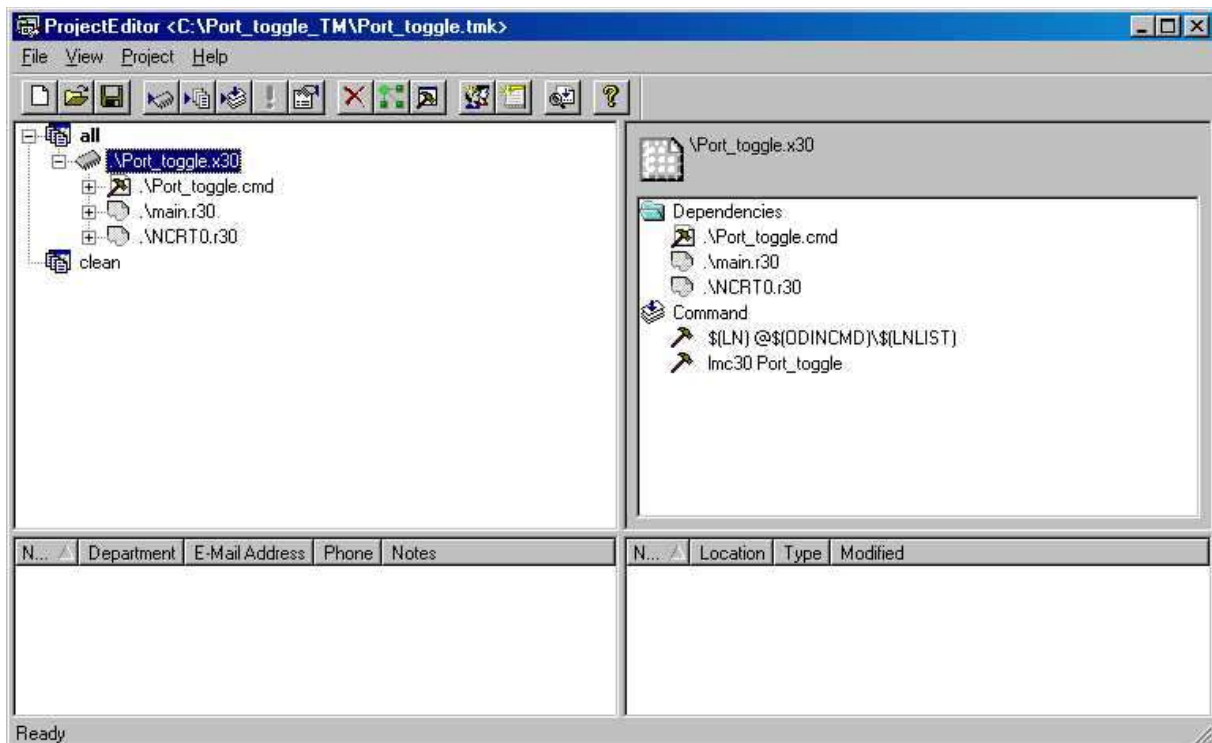 ProjectEditor <C:\Port_toggle_TM\Port_toggle.tmk>
File View Project Help
all
.\Port_toggle.x30
.\Port_toggle.cmd
.\main.r30
.\NCRT0.r30
clean
\Port_toggle.x30
Dependencies
.\Port_toggle.cmd
.\main.r30
.\NCRT0.r30
Command
$(LN) @$(ODINCMD)\$(LNLIST)
lmc30 Port_toggle
N... Department E-Mail Address Phone Notes
N... Location Type Modified
Ready